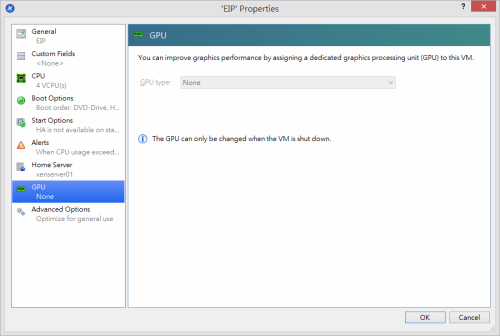 'EIP' Properties
? ×
General
EIP
Custom Fields
<None>
CPU
4 VCPU(s)
Boot Options
Boot order: DVD-Drive, H...
Start Options
HA is not available on sta...
Alerts
When CPU usage exceed...
Home Server
xenserver01
GPU
None
Advanced Options
Optimize for general use
GPU
You can improve graphics performance by assigning a dedicated graphics processing unit (GPU) to this VM.
GPU type: None
The GPU can only be changed when the VM is shut down.
OK Cancel